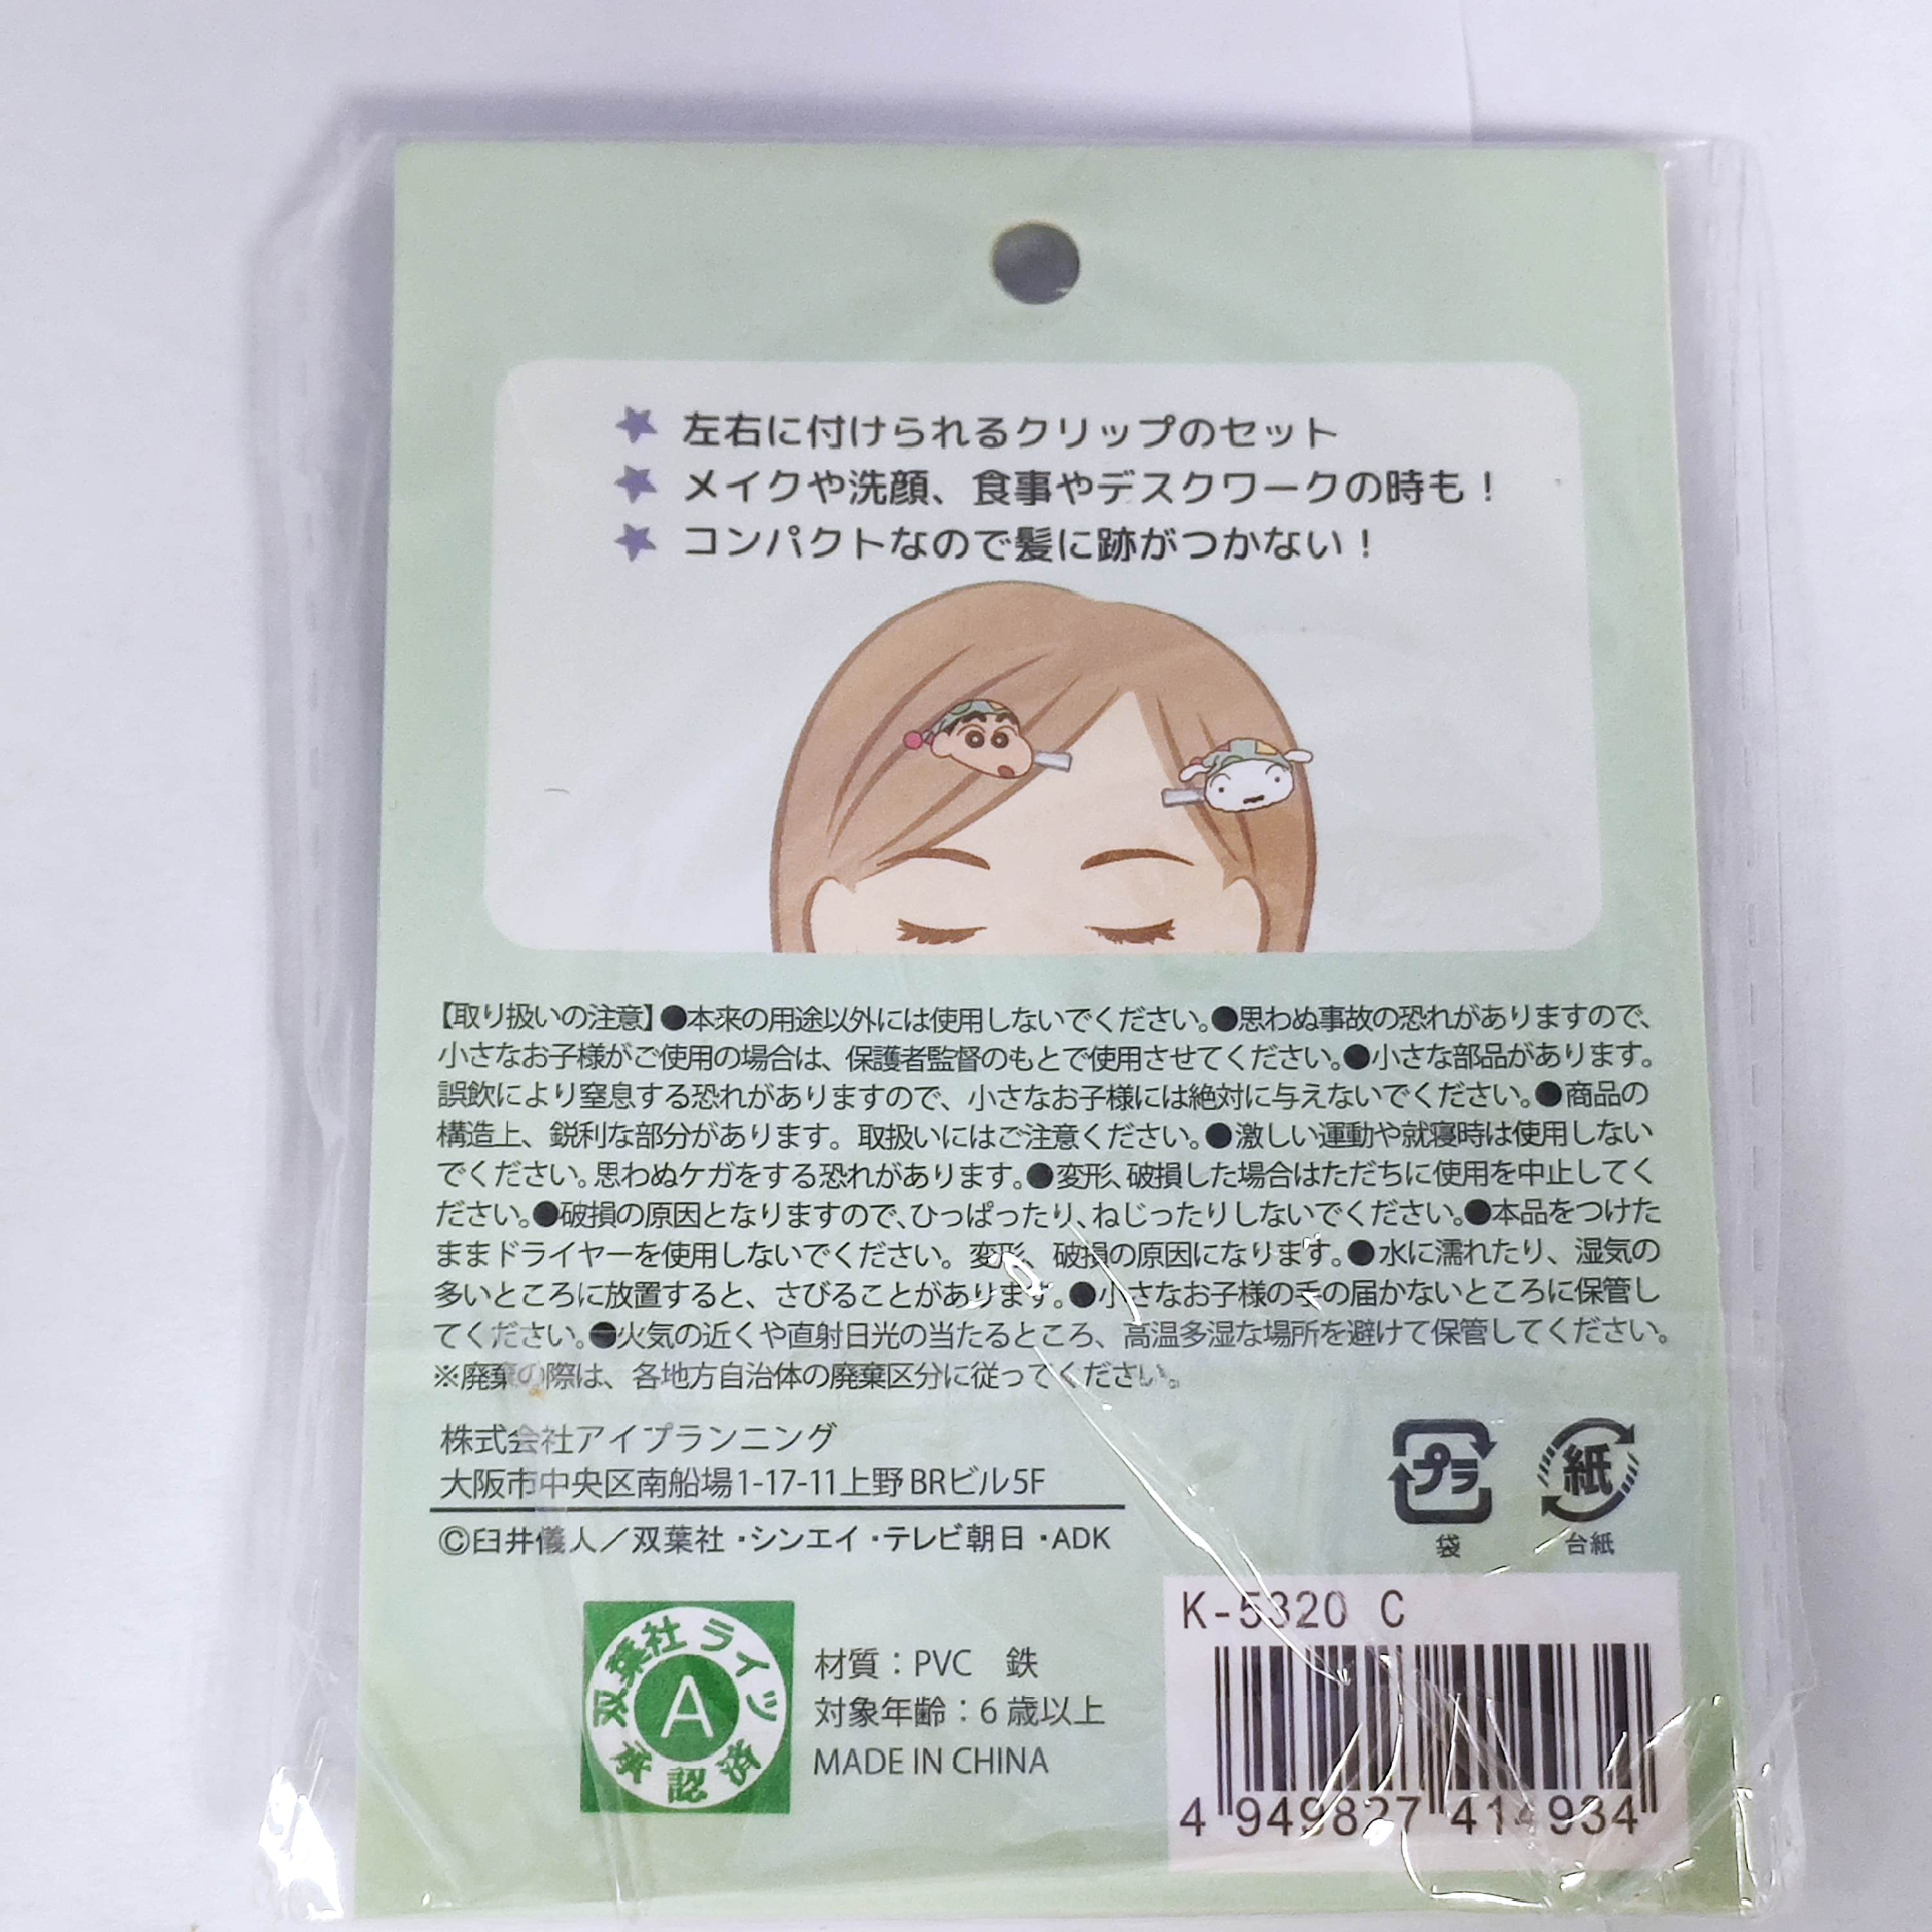 左右に付けられるクリップのセット
メイクや洗顔、食事やデスクワークの時も！
コンパクトなので髪に跡がつかない！
【取り扱いの注意】●本来の用途以外には使用しないでください。●思わぬ事故の恐れがありますので、
小さなお子様がご使用の場合は、保護者監督のもとで使用させてください。●小さな部品があります。
誤飲により窒息する恐れがありますので、小さなお子様には絶対に与えないでください。●商品の
構造上、鋭利な部分があります。取扱いにはご注意ください。●激しい運動や就寝時は使用しない
でください。思わぬケガをする恐れがあります。●変形、破損した場合はただちに使用を中止してく
ださい。●破損の原因となりますので、ひっぱったり、ねじったりしないでください。●本品をつけた
ままドライヤーを使用しないでください。変形、破損の原因になります。●水に濡れたり、湿気の
多いところに放置すると、さびることがあります。●小さなお子様の手の届かないところに保管し
てください。●火気の近くや直射日光の当たるところ、高温多湿な場所を避けて保管してください。
※廃棄の際は、各地方自治体の廃棄区分に従ってください。
株式会社アイプランニング
大阪市中央区南船場1-17-11上野BRビル5F
©臼井儀人／双葉社・シンエイ・テレビ朝日・ADK
プラ
袋
紙
台紙
双葉社ライツ
A
承認済
材質：PVC　鉄
対象年齢：6歳以上
MADE IN CHINA
K-5320 C
4 949827 414934